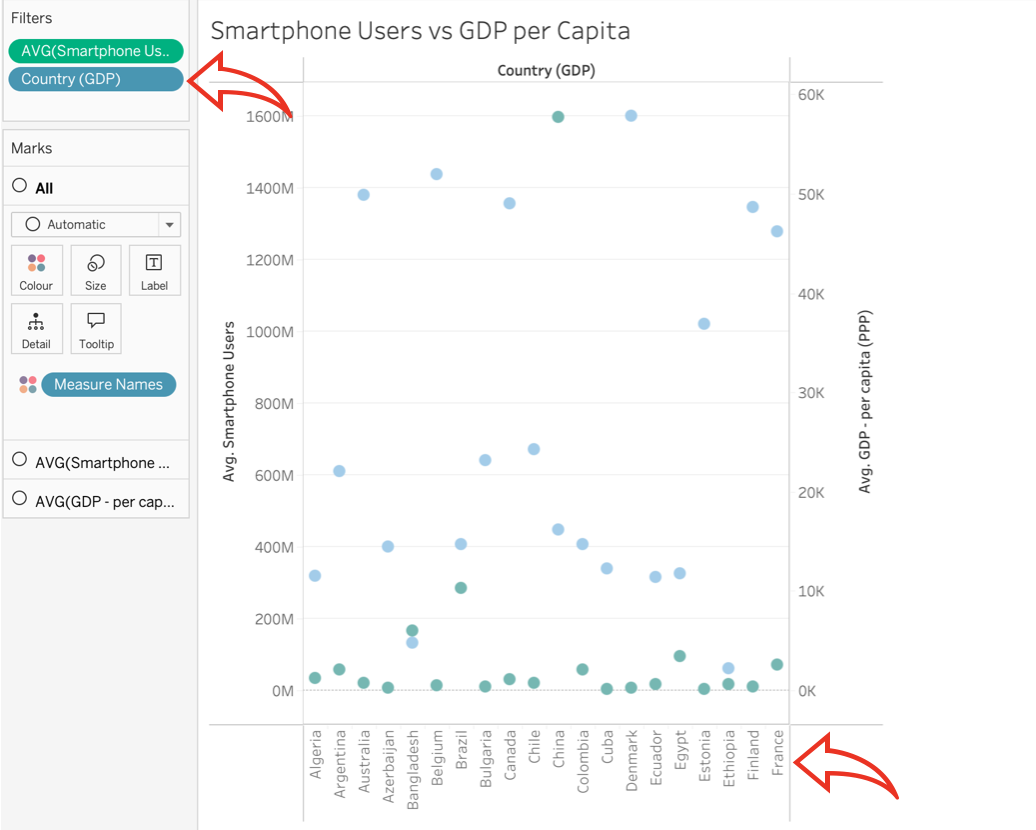 Filters
AVG(Smartphone Us..
Country (GDP)
Marks
All
Automatic
Colour
Size
Label
Detail
Tooltip
Measure Names
AVG(Smartphone ...
AVG(GDP - per cap...
Smartphone Users vs GDP per Capita
Country (GDP)
Avg. Smartphone Users
1600M
1400M
1200M
1000M
800M
600M
400M
200M
0M
60K
50K
40K
30K
20K
10K
0K
Avg. GDP - per capita (PPP)
Algeria
Argentina
Australia
Azerbaijan
Bangladesh
Belgium
Brazil
Bulgaria
Canada
Chile
China
Colombia
Cuba
Denmark
Ecuador
Egypt
Estonia
Ethiopia
Finland
France